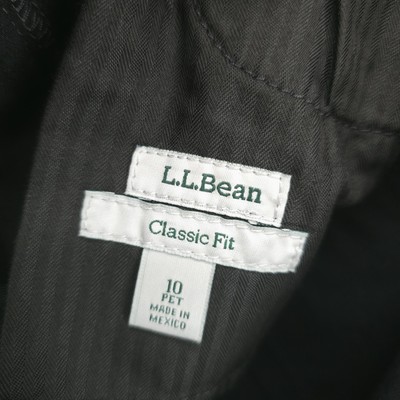 L.L.Bean
Classic Fit
10
PET
MADE IN
MEXICO